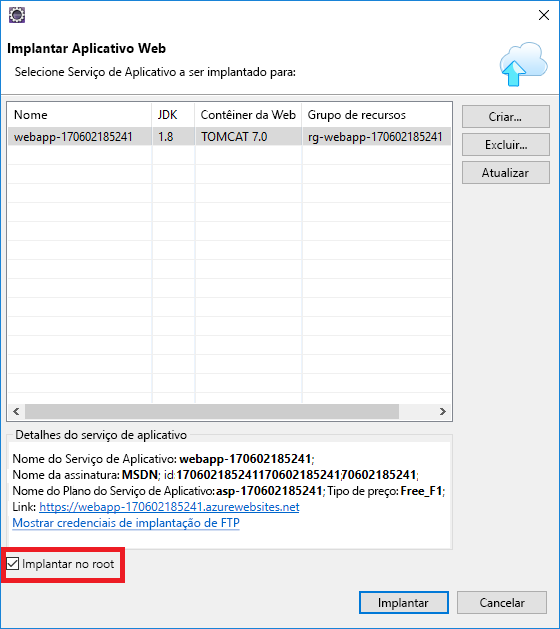 Implantar Aplicativo Web
Selecione Serviço de Aplicativo a ser implantado para:
Nome JDK Contêiner da Web Grupo de recursos
webapp-170602185241 1.8 TOMCAT 7.0 rg-webapp-170602185241
Criar...
Excluir...
Atualizar
Detalhes do serviço de aplicativo
Nome do Serviço de Aplicativo: webapp-170602185241;
Nome da assinatura: MSDN; id:170602185241170602185241;70602185241;
Nome do Plano do Serviço de Aplicativo: asp-170602185241; Tipo de preço: Free_F1;
Link: https://webapp-170602185241.azurewebsites.net
Mostrar credenciais de implantação de FTP
Implantar no root
Implantar Cancelar